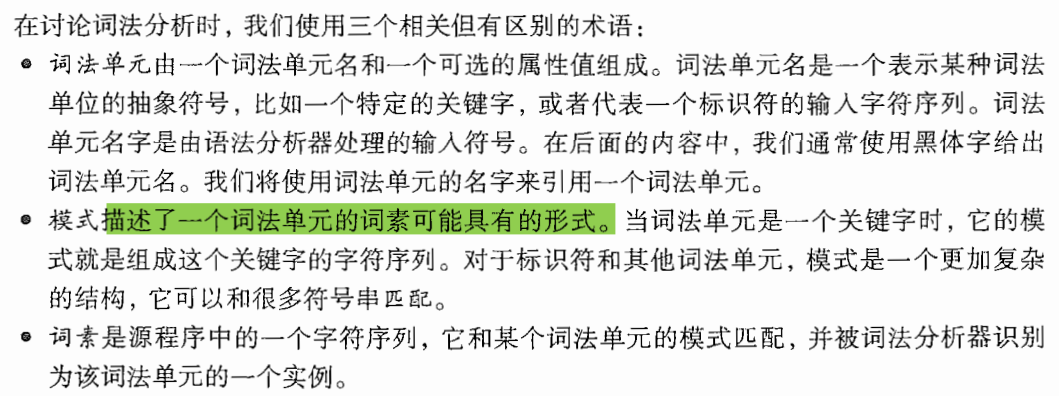 在讨论词法分析时，我们使用三个相关但有区别的术语：
● 词法单元由一个词法单元名和一个可选的属性值组成。词法单元名是一个表示某种词法
单位的抽象符号，比如一个特定的关键字，或者代表一个标识符的输入字符序列。词法
单元名字是由语法分析器处理的输入符号。在后面的内容中，我们通常使用黑体字给出
词法单元名。我们将使用词法单元的名字来引用一个词法单元。
● 模式描述了一个词法单元的词素可能具有的形式。当词法单元是一个关键字时，它的模
式就是组成这个关键字的字符序列。对于标识符和其他词法单元，模式是一个更加复杂
的结构，它可以和很多符号串匹配。
● 词素是源程序中的一个字符序列，它和某个词法单元的模式匹配，并被词法分析器识别
为该词法单元的一个实例。